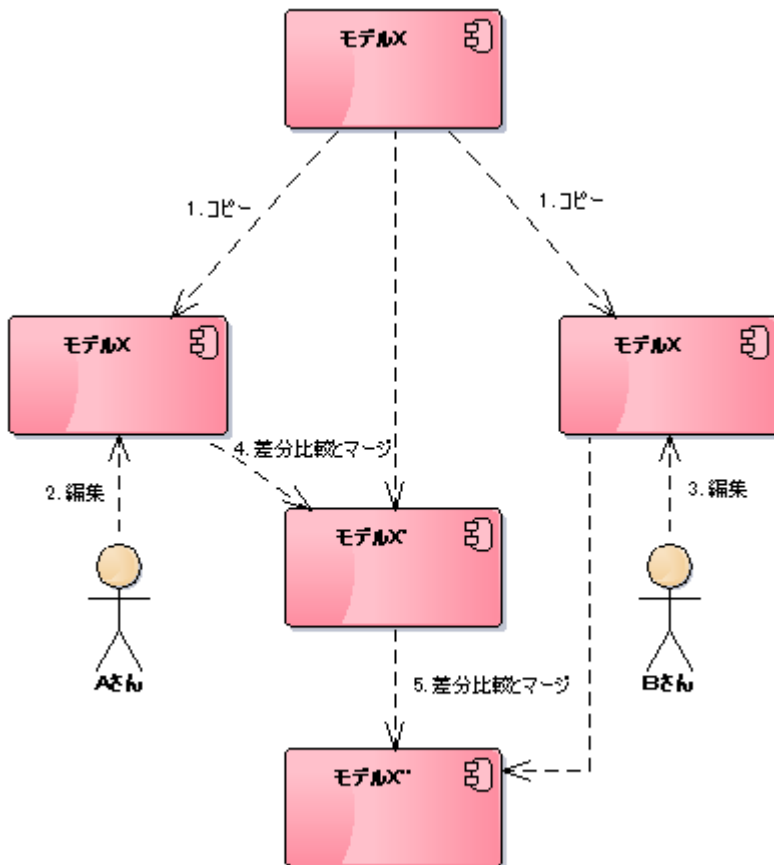 モデルX
1.コピー
1.コピー
モデルX
モデルX
4.差分比較とマージ
2.編集
3.編集
モデルX'
Aさん
Bさん
5.差分比較とマージ
モデルX''